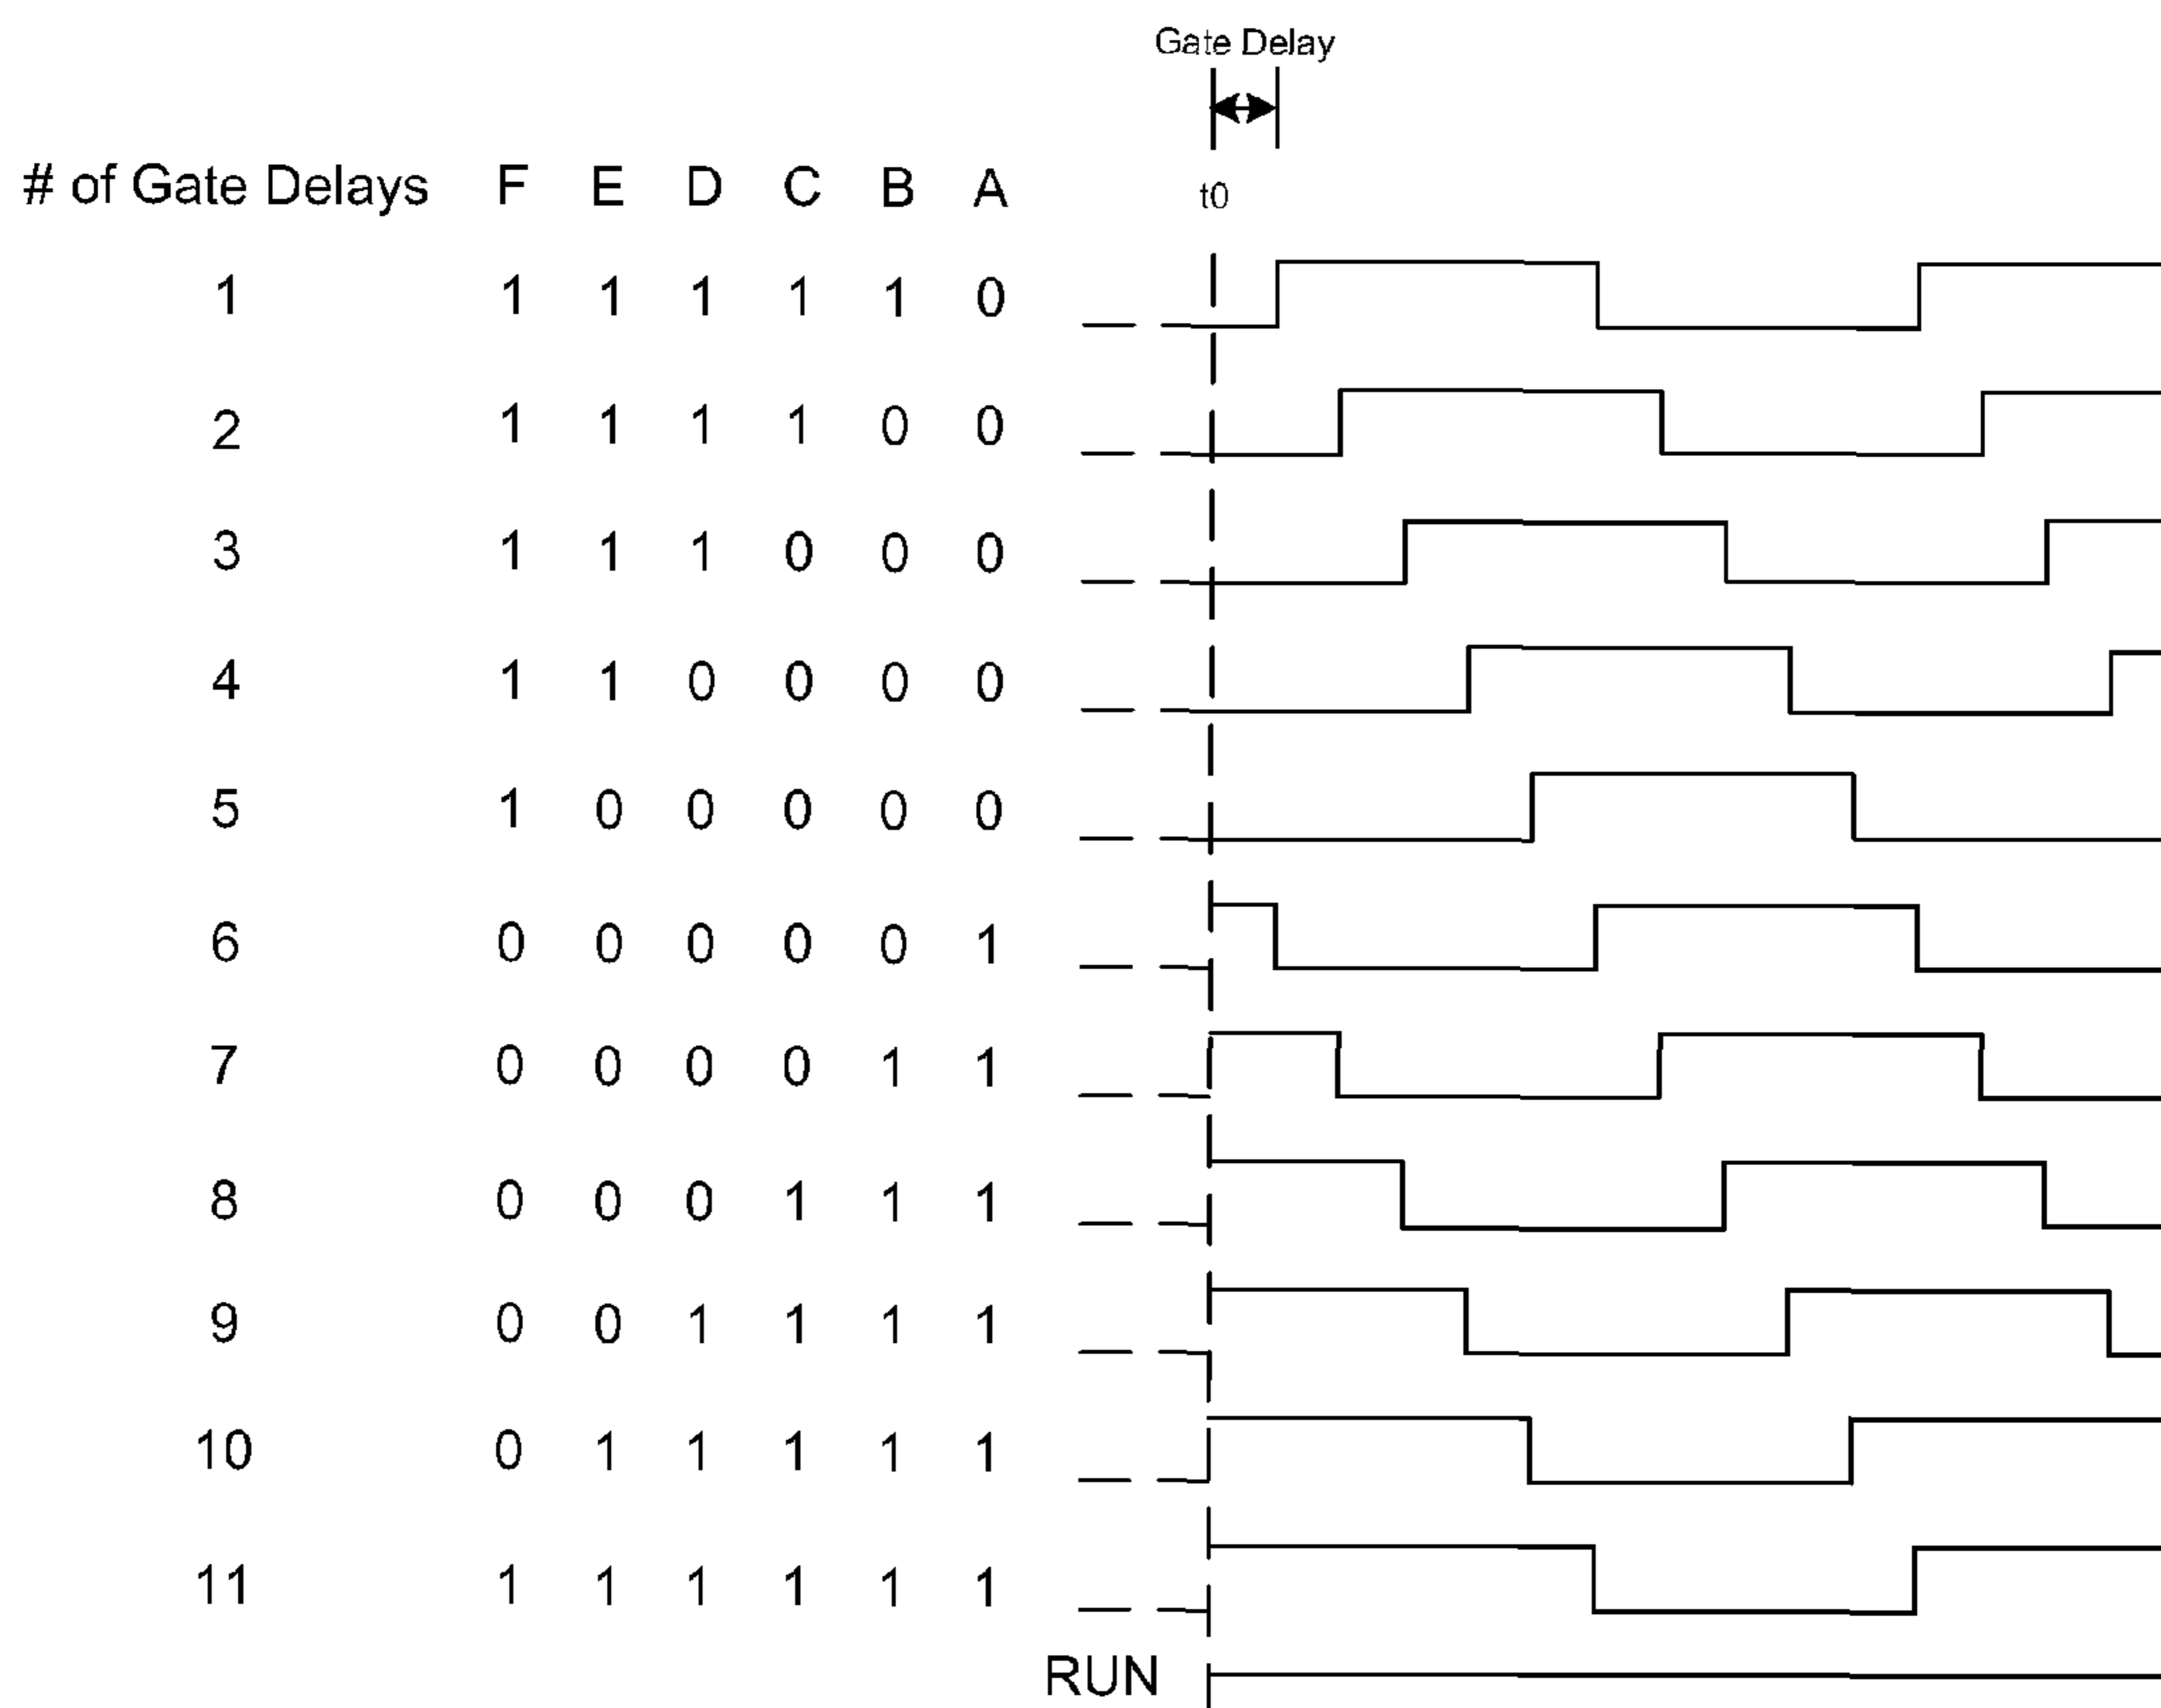 Gate Delay
# of Gate Delays F E D C B A t0
1 1 1 1 1 1 0
2 1 1 1 1 0 0
3 1 1 1 0 0 0
4 1 1 0 0 0 0
5 1 0 0 0 0 0
6 0 0 0 0 0 1
7 0 0 0 0 1 1
8 0 0 0 1 1 1
9 0 0 1 1 1 1
10 0 1 1 1 1 1
11 1 1 1 1 1 1
RUN